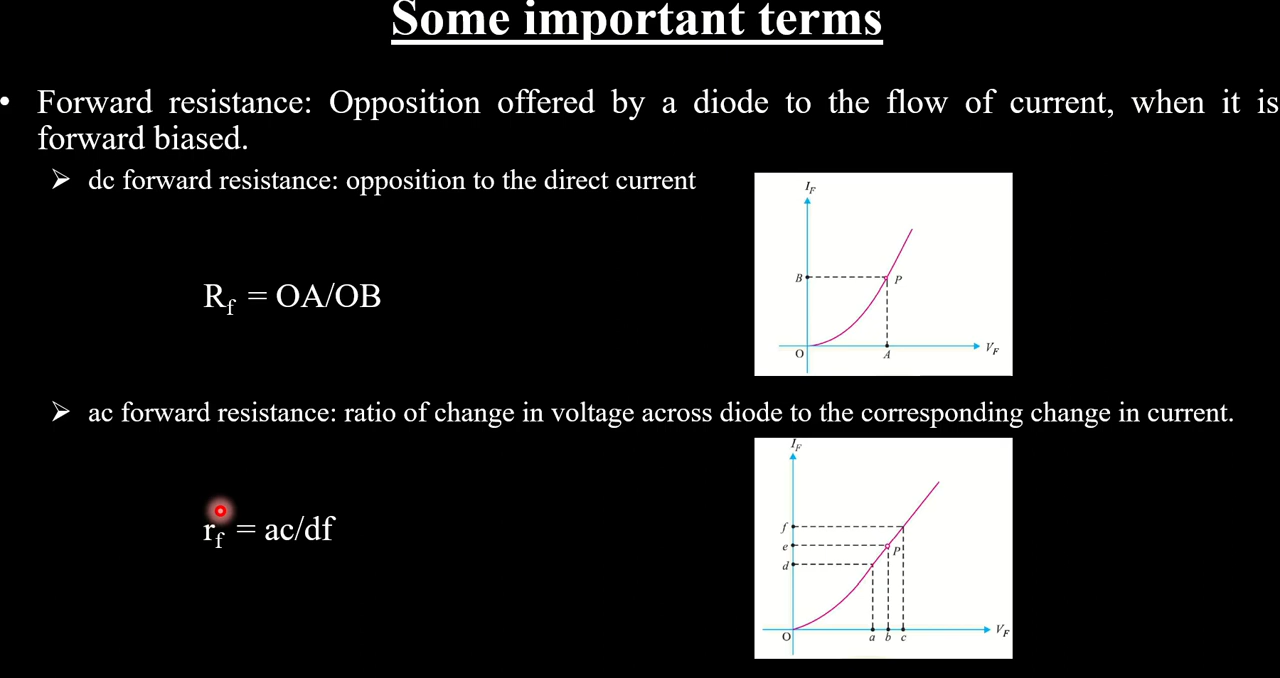 Some important terms
• Forward resistance: Opposition offered by a diode to the flow of current, when it is
forward biased.
➢ dc forward resistance: opposition to the direct current
I_F
B
P
R_f = OA/OB
O
A
V_F
➢ ac forward resistance: ratio of change in voltage across diode to the corresponding change in current.
I_F
f
e
P
d
r_f = ac/df
O
a b c
V_F